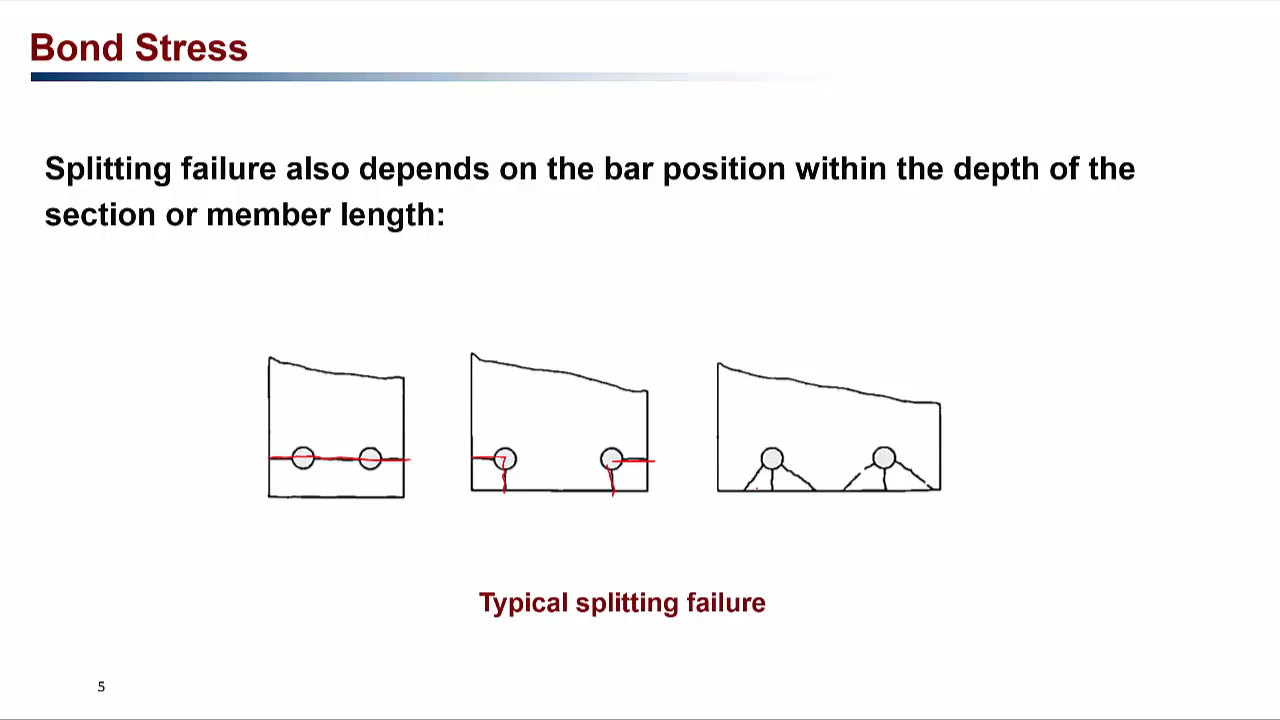 Bond Stress
Splitting failure also depends on the bar position within the depth of the
section or member length:
Typical splitting failure
5